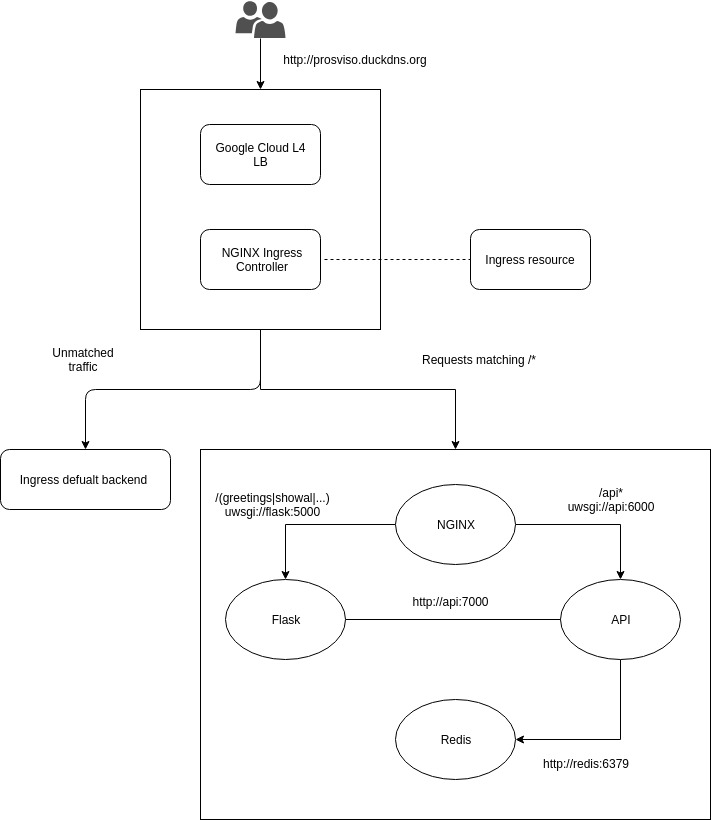 http://prosviso.duckdns.org
Google Cloud L4
LB
NGINX Ingress
Controller
Ingress resource
Unmatched
traffic
Requests matching /*
Ingress defualt backend
/(greetings|showal|...)
uwsgi://flask:5000
NGINX
/api*
uwsgi://api:6000
Flask
http://api:7000
API
Redis
http://redis:6379